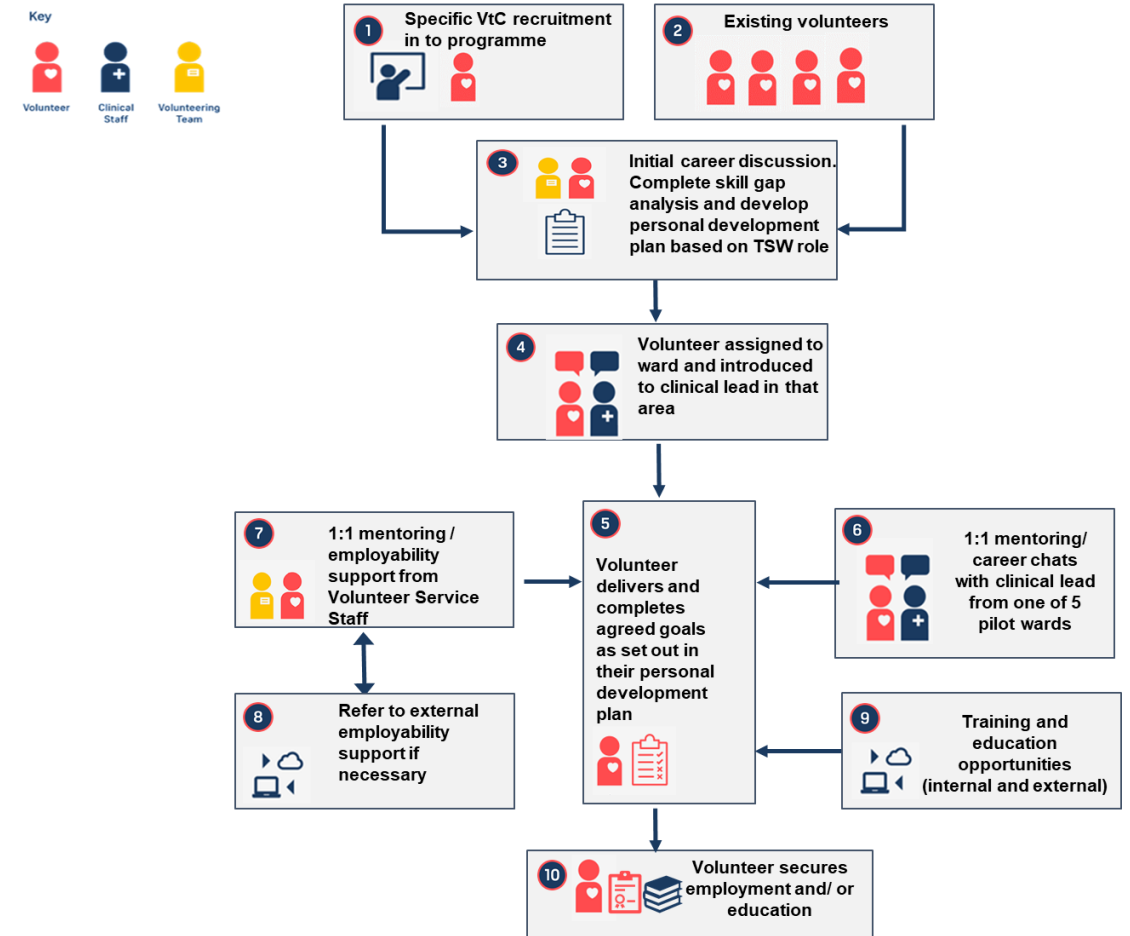 Key
Volunteer
Clinical
Staff
Volunteering
Team
1
Specific VtC recruitment
in to programme
2
Existing volunteers
3
Initial career discussion.
Complete skill gap
analysis and develop
personal development
plan based on TSW role
4
Volunteer assigned to
ward and introduced
to clinical lead in that
area
5
Volunteer
delivers and
completes
agreed goals
as set out in
their personal
development
plan
6
1:1 mentoring/
career chats
with clinical lead
from one of 5
pilot wards
7
1:1 mentoring /
employability
support from
Volunteer Service
Staff
8
Refer to external
employability
support if
necessary
9
Training and
education
opportunities
(internal and external)
10
Volunteer secures
employment and/ or
education